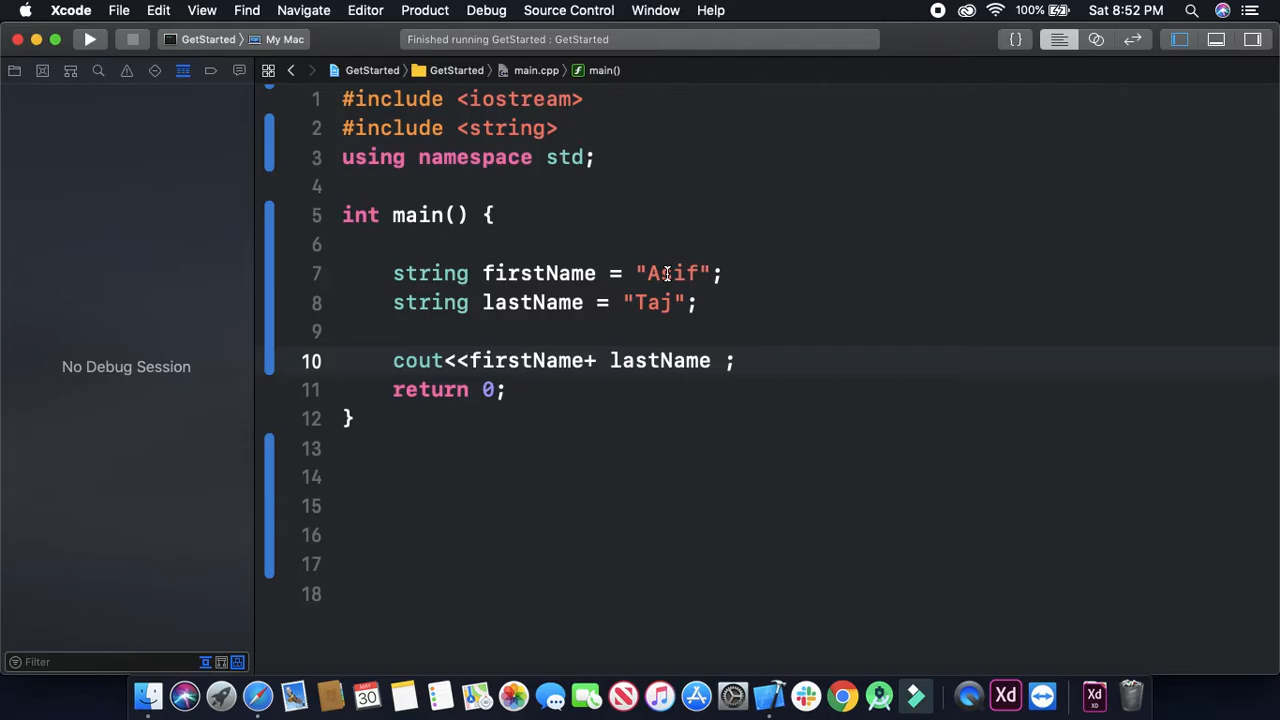 Xcode File Edit View Find Navigate Editor Product Debug Source Control Window Help 100% Sat 8:52 PM
GetStarted My Mac Finished running GetStarted : GetStarted {}
GetStarted GetStarted main.cpp f main()
1 #include <iostream>
2 #include <string>
3 using namespace std;
4
5 int main() {
6
7 string firstName = "Asif";
8 string lastName = "Taj";
9
10 cout<<firstName+ lastName ;
11 return 0;
12 }
13
14
15
16
17
18
No Debug Session
Filter
30 Xd Xd